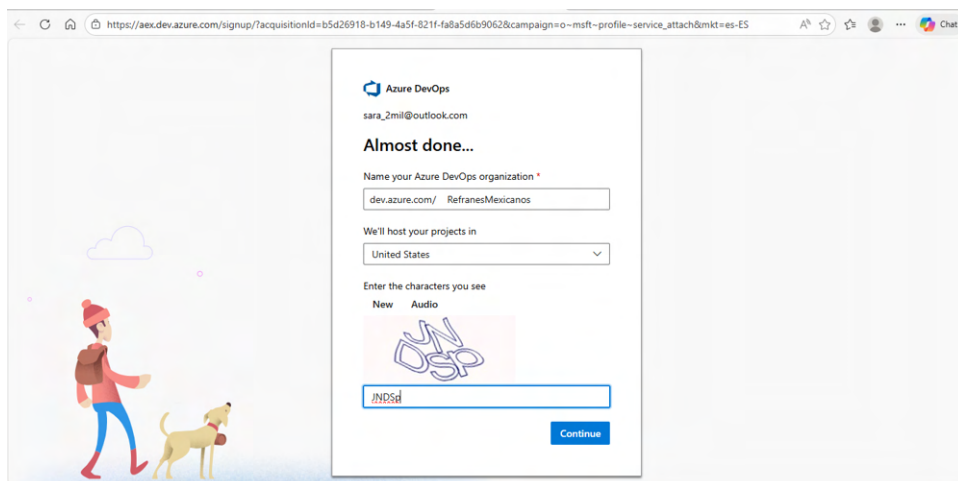 https://aex.dev.azure.com/signup/?acquisitionId=b5d26918-b149-4a5f-821f-fa8a5d6b9062&campaign=o~msft~profile~service_attach&mkt=es-ES
Chat
Azure DevOps
sara_2mil@outlook.com
Almost done...
Name your Azure DevOps organization *
dev.azure.com/ RefranesMexicanos
We'll host your projects in
United States
Enter the characters you see
New Audio
JNDSp
Continue